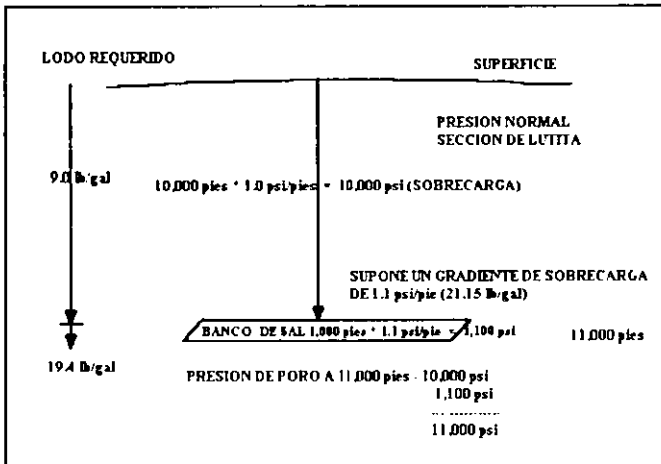 LODO REQUERIDO
SUPERFICIE
PRESION NORMAL
SECCION DE LUTITA
9.0 lb/gal
10,000 pies * 1.0 psi/pies = 10,000 psi (SOBRECARGA)
SUPONE UN GRADIENTE DE SOBRECARGA
DE 1.1 psi/pie (21.15 lb/gal)
BANCO DE SAL 1,000 pies * 1.1 psi/pie = 1,100 psi
11,000 pies
19.4 lb/gal
PRESION DE PORO A 11,000 pies - 10,000 psi
1,100 psi
11,000 psi